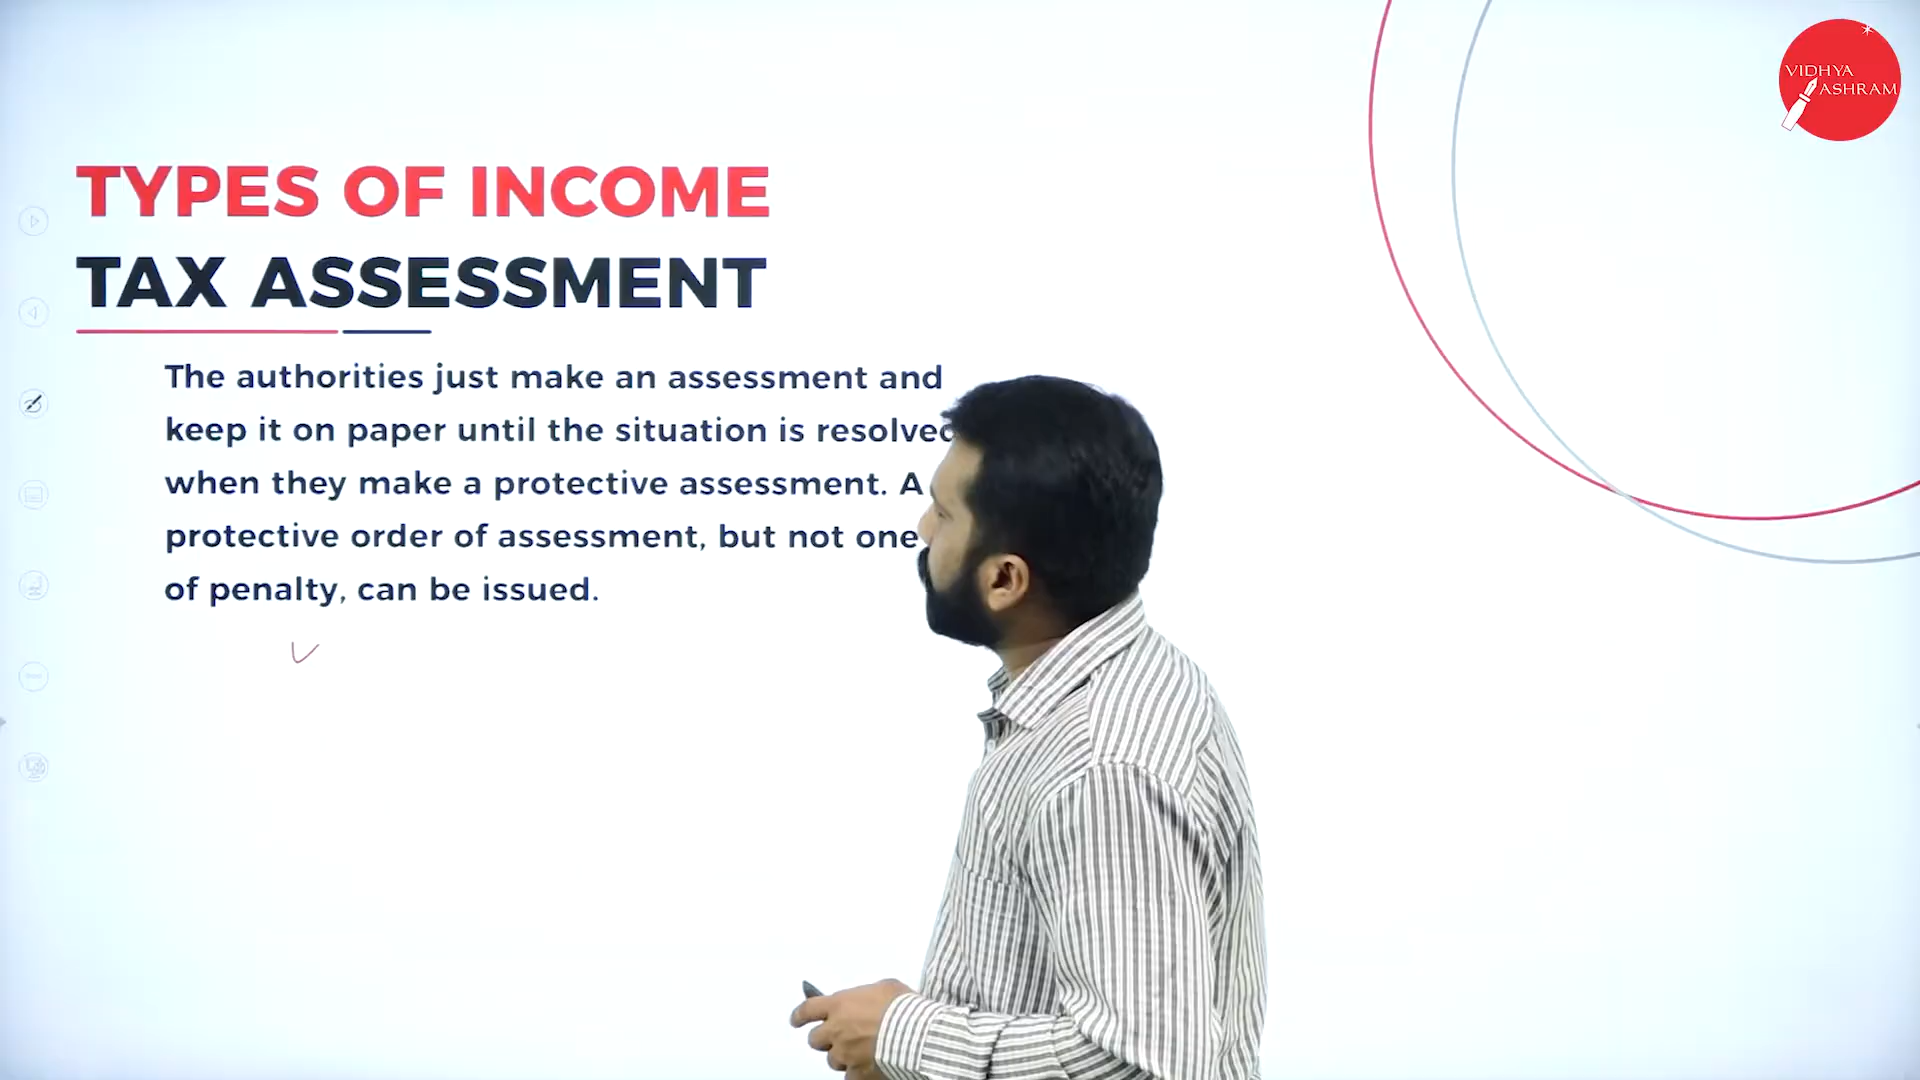 VIDHYA
ASHRAM
TYPES OF INCOME
TAX ASSESSMENT
The authorities just make an assessment and
keep it on paper until the situation is resolved
when they make a protective assessment. A
protective order of assessment, but not one
of penalty, can be issued.